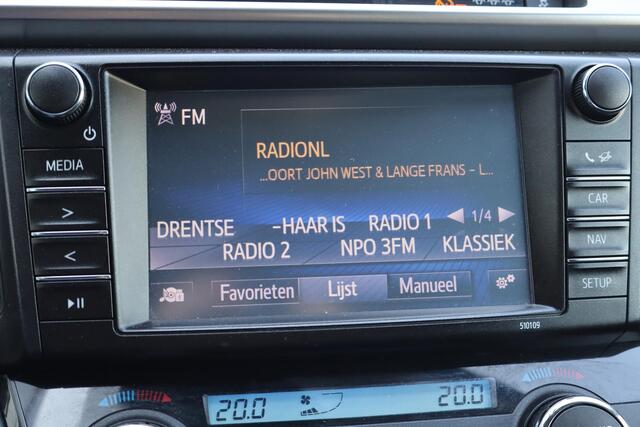 FM
RADIONL
...OORT JOHN WEST & LANGE FRANS - L...
DRENTSE -HAAR IS RADIO 1 1/4
RADIO 2 NPO 3FM KLASSIEK
Favorieten Lijst Manueel
MEDIA
CAR
NAV
SETUP
510109
20.0 20.0